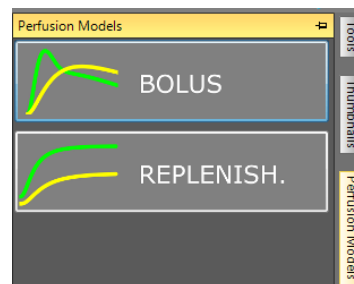 Perfusion Models
BOLUS
REPLENISH.
Tools
Thumbnails
Perfusion Models